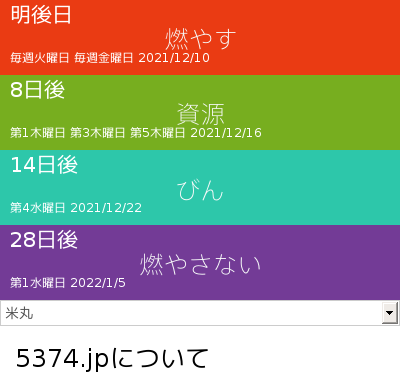 明後日
燃やす
毎週火曜日 毎週金曜日 2021/12/10
8日後
資源
第1木曜日 第3木曜日 第5木曜日 2021/12/16
14日後
びん
第4水曜日 2021/12/22
28日後
燃やさない
第1水曜日 2022/1/5
米丸
5374.jpについて